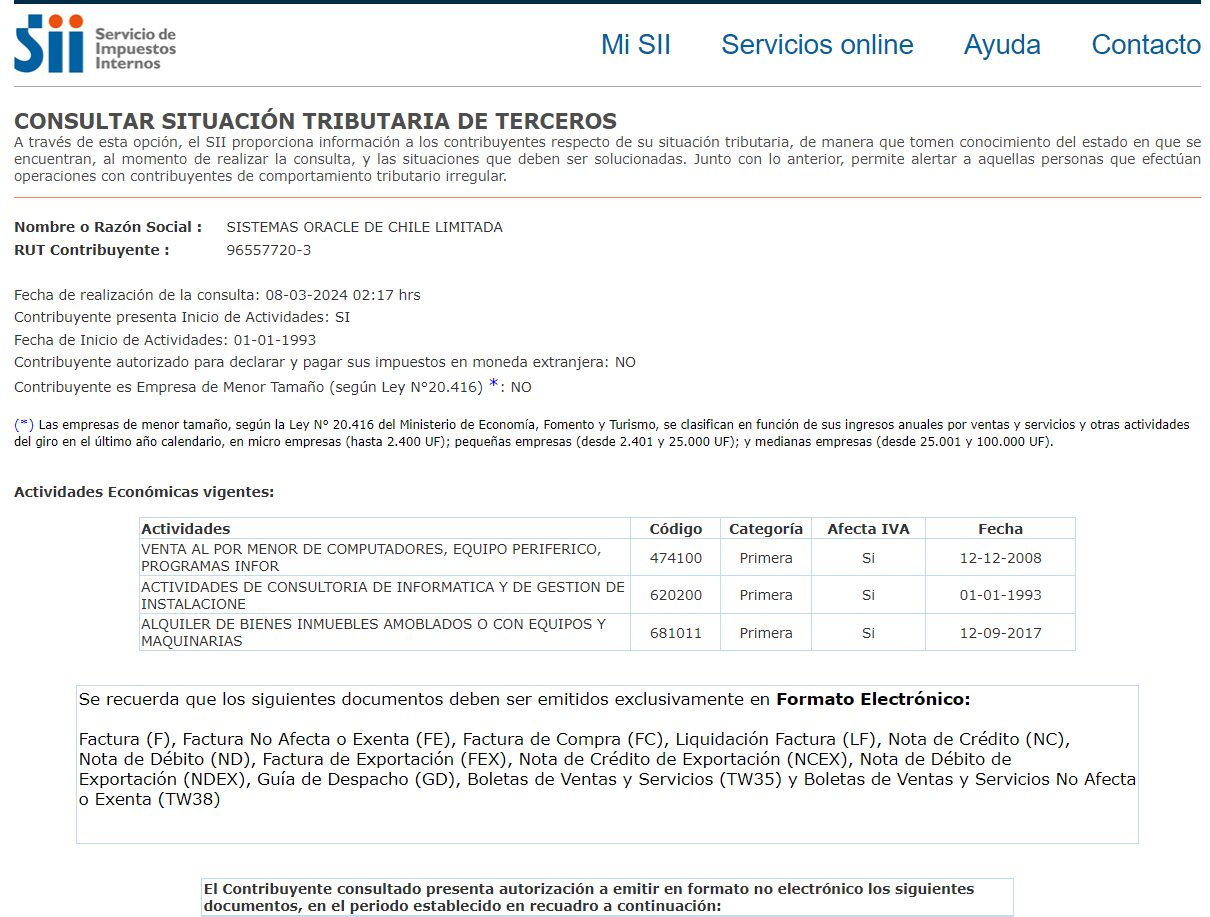 Sii Servicio de
Impuestos
Internos
Mi SII Servicios online Ayuda Contacto
CONSULTAR SITUACIÓN TRIBUTARIA DE TERCEROS
A través de esta opción, el SII proporciona información a los contribuyentes respecto de su situación tributaria, de manera que tomen conocimiento del estado en que se
encuentran, al momento de realizar la consulta, y las situaciones que deben ser solucionadas. Junto con lo anterior, permite alertar a aquellas personas que efectúan
operaciones con contribuyentes de comportamiento tributario irregular.
Nombre o Razón Social : SISTEMAS ORACLE DE CHILE LIMITADA
RUT Contribuyente : 96557720-3
Fecha de realización de la consulta: 08-03-2024 02:17 hrs
Contribuyente presenta Inicio de Actividades: SI
Fecha de Inicio de Actividades: 01-01-1993
Contribuyente autorizado para declarar y pagar sus impuestos en moneda extranjera: NO
Contribuyente es Empresa de Menor Tamaño (según Ley N°20.416) *: NO
(*) Las empresas de menor tamaño, según la Ley Nº 20.416 del Ministerio de Economía, Fomento y Turismo, se clasifican en función de sus ingresos anuales por ventas y servicios y otras actividades
del giro en el último año calendario, en micro empresas (hasta 2.400 UF); pequeñas empresas (desde 2.401 y 25.000 UF); y medianas empresas (desde 25.001 y 100.000 UF).
Actividades Económicas vigentes:
Actividades Código Categoría Afecta IVA Fecha
VENTA AL POR MENOR DE COMPUTADORES, EQUIPO PERIFERICO,
PROGRAMAS INFOR 474100 Primera Si 12-12-2008
ACTIVIDADES DE CONSULTORIA DE INFORMATICA Y DE GESTION DE
INSTALACIONE 620200 Primera Si 01-01-1993
ALQUILER DE BIENES INMUEBLES AMOBLADOS O CON EQUIPOS Y
MAQUINARIAS 681011 Primera Si 12-09-2017
Se recuerda que los siguientes documentos deben ser emitidos exclusivamente en Formato Electrónico:
Factura (F), Factura No Afecta o Exenta (FE), Factura de Compra (FC), Liquidación Factura (LF), Nota de Crédito (NC),
Nota de Débito (ND), Factura de Exportación (FEX), Nota de Crédito de Exportación (NCEX), Nota de Débito de
Exportación (NDEX), Guía de Despacho (GD), Boletas de Ventas y Servicios (TW35) y Boletas de Ventas y Servicios No Afecta
o Exenta (TW38)
El Contribuyente consultado presenta autorización a emitir en formato no electrónico los siguientes
documentos, en el periodo establecido en recuadro a continuación: